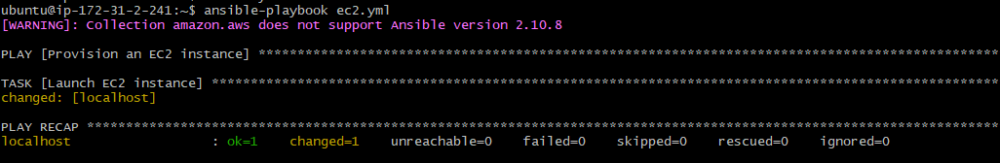 ubuntu@ip-172-31-2-241:~$ ansible-playbook ec2.yml
[WARNING]: Collection amazon.aws does not support Ansible version 2.10.8
PLAY [Provision an EC2 instance] ***********************************************************************************************
TASK [Launch EC2 instance] *****************************************************************************************************
changed: [localhost]
PLAY RECAP *********************************************************************************************************************
localhost                  : ok=1    changed=1    unreachable=0    failed=0    skipped=0    rescued=0    ignored=0